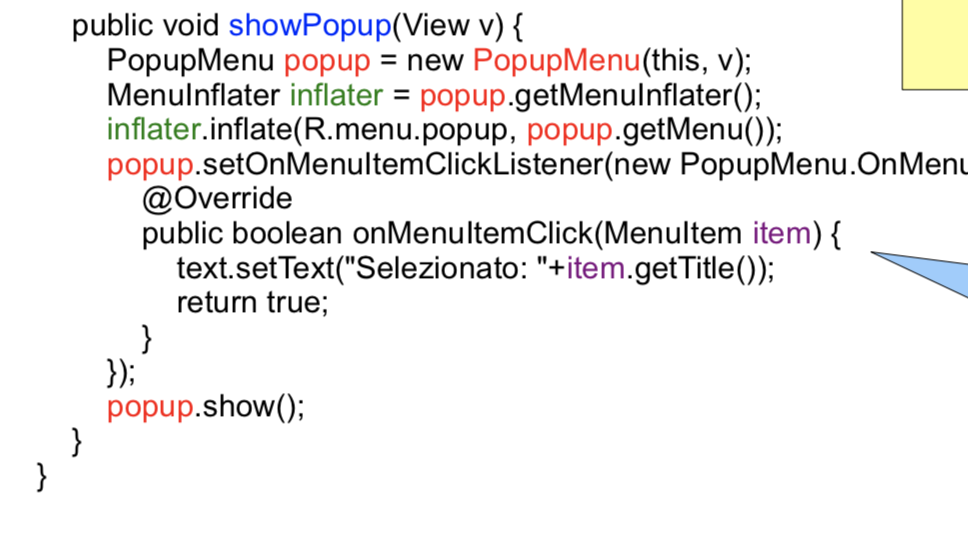 public void showPopup(View v) {
PopupMenu popup = new PopupMenu(this, v);
MenuInflater inflater = popup.getMenuInflater();
inflater.inflate(R.menu.popup, popup.getMenu());
popup.setOnMenuItemClickListener(new PopupMenu.OnMenu
@Override
public boolean onMenuItemClick(MenuItem item) {
text.setText("Selezionato: "+item.getTitle());
return true;
}
});
popup.show();
}
}